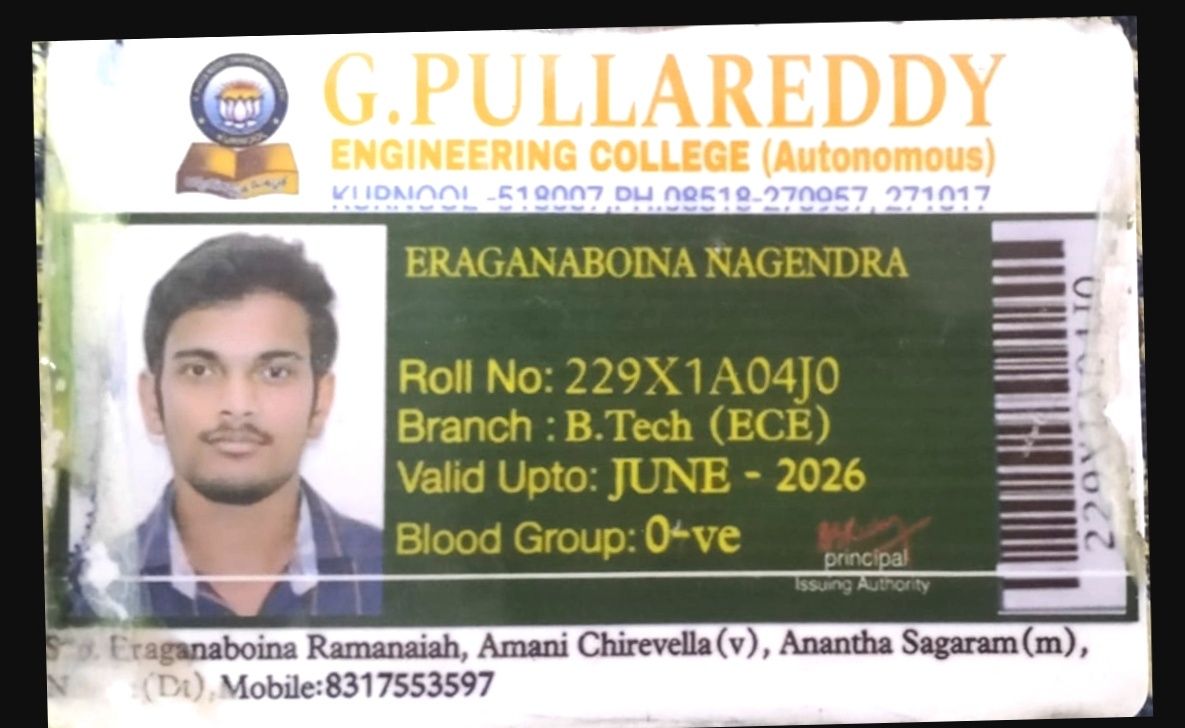 G.PULLAREDDY
ENGINEERING COLLEGE (Autonomous)
KURNOOL -518007,PH.08518-270957, 271017
KURNOOL
ERAGANABOINA NAGENDRA
Roll No: 229X1A04J0
Branch : B.Tech (ECE)
Valid Upto: JUNE - 2026
Blood Group: 0-ve
principal
Issuing Authority
229X1A04J0
Eraganaboina Ramanaiah, Amani Chirevella(v), Anantha Sagaram(m),
(Dt), Mobile:8317553597